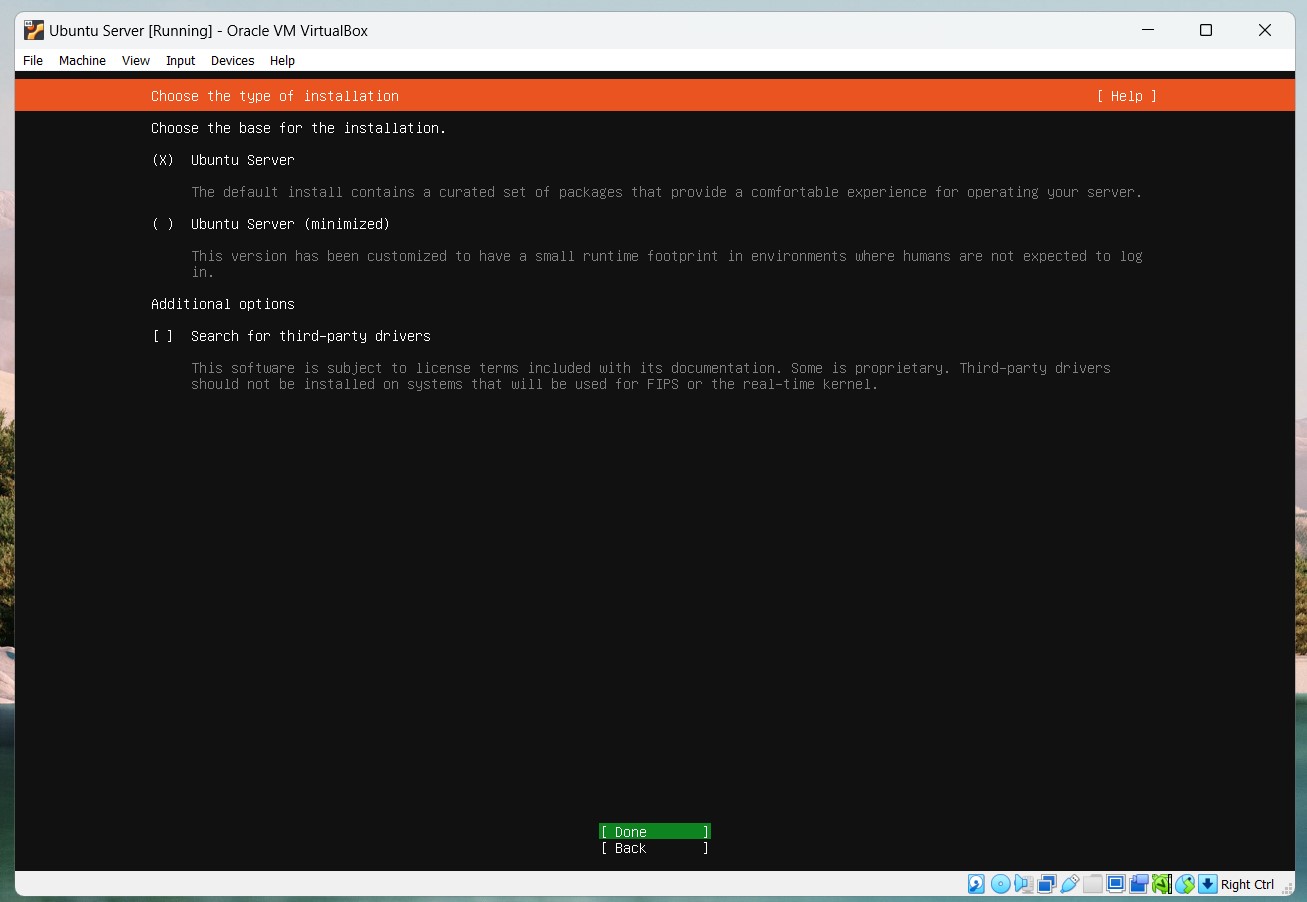 Ubuntu Server [Running] - Oracle VM VirtualBox
File Machine View Input Devices Help
Choose the type of installation [ Help ]
Choose the base for the installation.
(X) Ubuntu Server
The default install contains a curated set of packages that provide a comfortable experience for operating your server.
( ) Ubuntu Server (minimized)
This version has been customized to have a small runtime footprint in environments where humans are not expected to log
in.
Additional options
[ ] Search for third-party drivers
This software is subject to license terms included with its documentation. Some is proprietary. Third-party drivers
should not be installed on systems that will be used for FIPS or the real-time kernel.
[ Done ]
[ Back ]
Right Ctrl